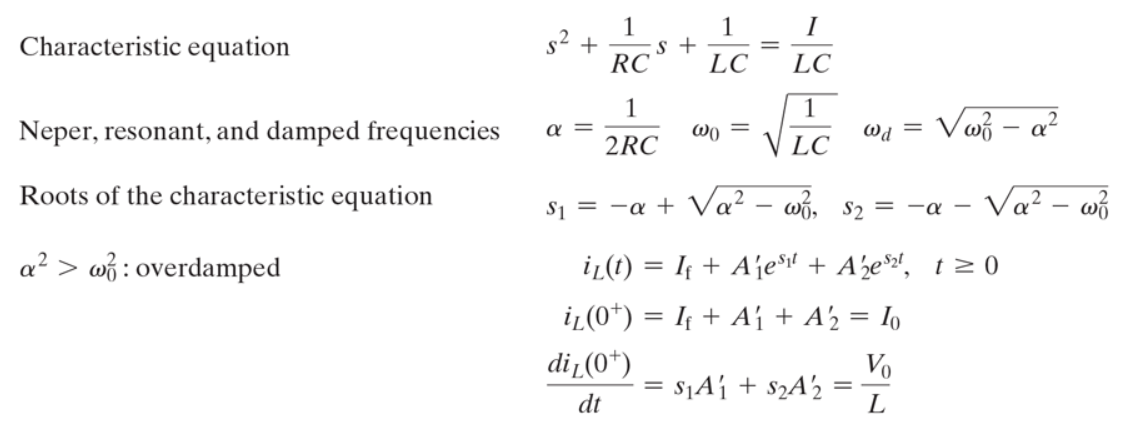 Characteristic equation s² + 1/RC s + 1/LC = I/LC
Neper, resonant, and damped frequencies α = 1/2RC ω₀ = √(1/LC) ω_d = √(ω₀² − α²)
Roots of the characteristic equation s₁ = −α + √(α² − ω₀²), s₂ = −α − √(α² − ω₀²)
α² > ω₀² : overdamped i_L(t) = I_f + A′₁e^(s₁t) + A′₂e^(s₂t), t ≥ 0
i_L(0⁺) = I_f + A′₁ + A′₂ = I₀
di_L(0⁺)/dt = s₁A′₁ + s₂A′₂ = V₀/L